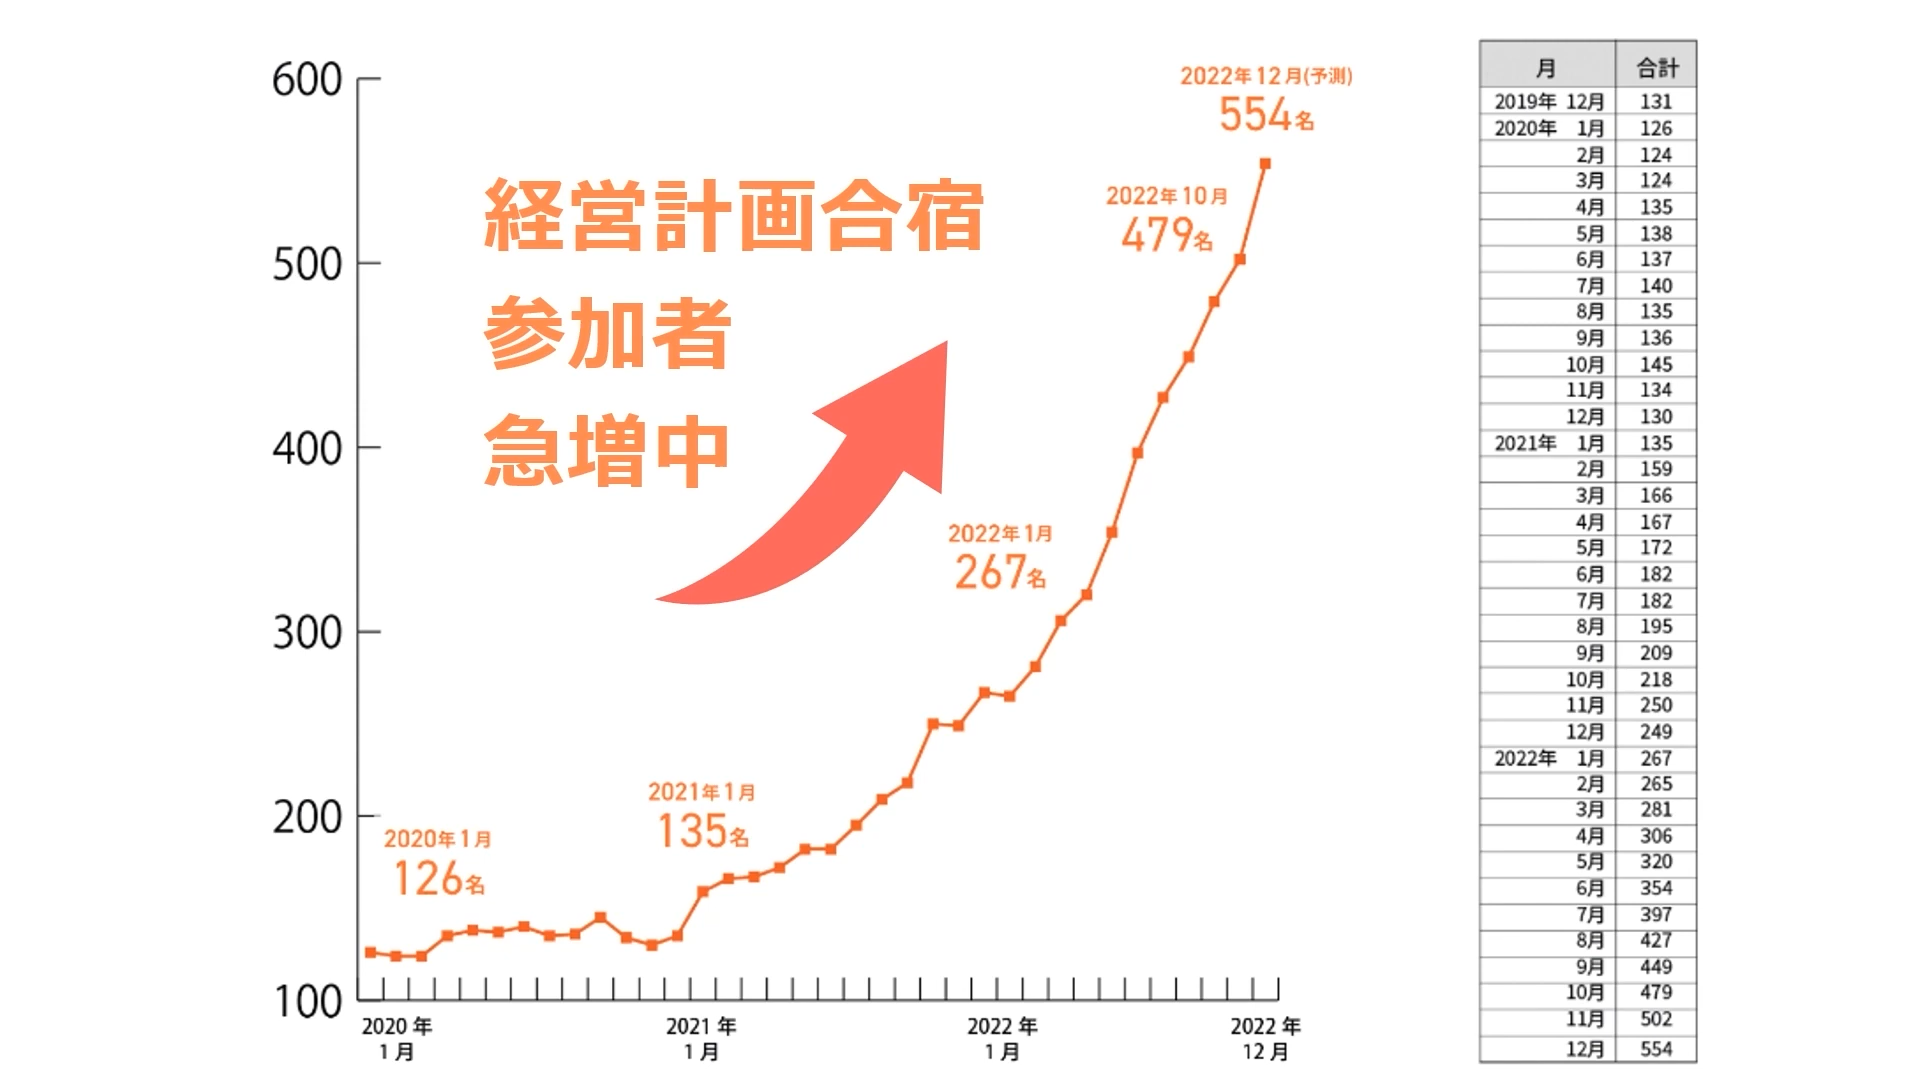 600
500
400
300
200
100
経営計画合宿
参加者
急増中
2020年1月
126名
2021年1月
135名
2022年1月
267名
2022年10月
479名
2022年12月(予測)
554名
2020年
1月
2021年
1月
2022年
1月
2022年
12月
月 合計
2019年 12月 131
2020年 1月 126
2月 124
3月 124
4月 135
5月 138
6月 137
7月 140
8月 135
9月 136
10月 145
11月 134
12月 130
2021年 1月 135
2月 159
3月 166
4月 167
5月 172
6月 182
7月 182
8月 195
9月 209
10月 218
11月 250
12月 249
2022年 1月 267
2月 265
3月 281
4月 306
5月 320
6月 354
7月 397
8月 427
9月 449
10月 479
11月 502
12月 554